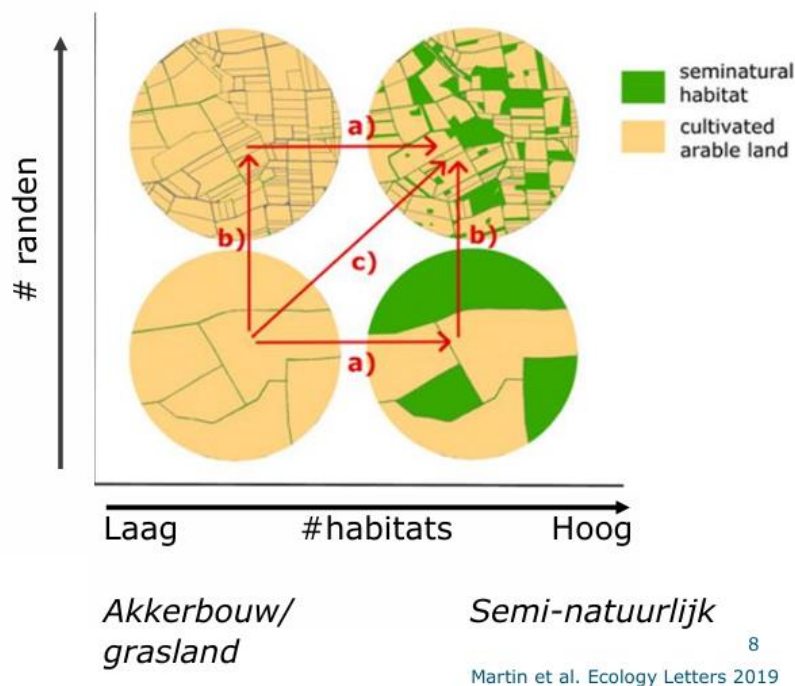 seminatural
habitat
cultivated
arable land
# randen
a)
b)
c)
b)
a)
Laag
#habitats
Hoog
Akkerbouw/
grasland
Semi-natuurlijk
8
Martin et al. Ecology Letters 2019